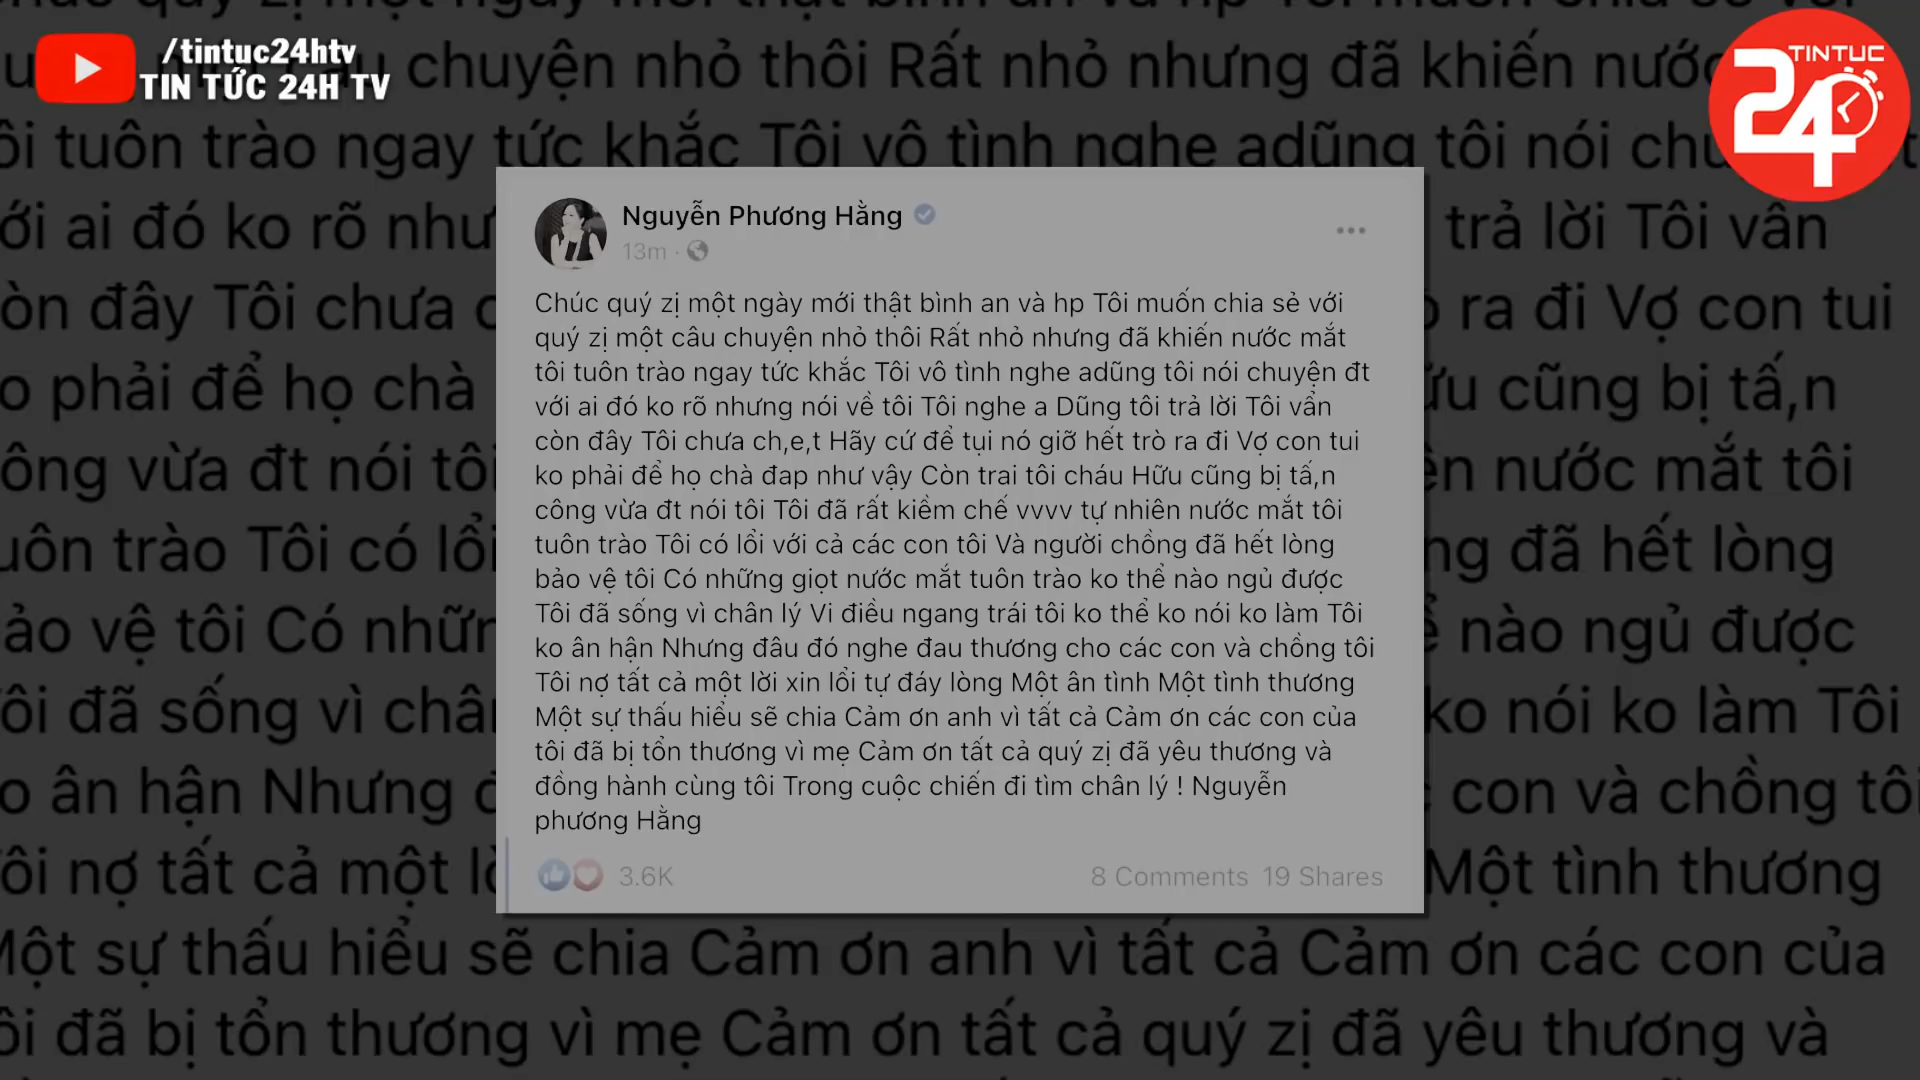 /tintuc24htv
TIN TỨC 24H TV
TINTUC
24
Nguyễn Phương Hằng
13m
Chúc quý zị một ngày mới thật bình an và hp Tôi muốn chia sẻ với
quý zị một câu chuyện nhỏ thôi Rất nhỏ nhưng đã khiến nước mắt
tôi tuôn trào ngay tức khắc Tôi vô tình nghe adũng tôi nói chuyện đt
với ai đó ko rõ nhưng nói về tôi Tôi nghe a Dũng tôi trả lời Tôi vẩn
còn đây Tôi chưa ch,e,t Hãy cứ để tụi nó giỡ hết trò ra đi Vợ con tui
ko phải để họ chà đap như vậy Còn trai tôi cháu Hữu cũng bị tấ,n
công vừa đt nói tôi Tôi đã rất kiềm chế vvvv tự nhiên nước mắt tôi
tuôn trào Tôi có lổi với cả các con tôi Và người chồng đã hết lòng
bảo vệ tôi Có những giọt nước mắt tuôn trào ko thể nào ngủ được
Tôi đã sống vì chân lý Vi điều ngang trái tôi ko thể ko nói ko làm Tôi
ko ân hận Nhưng đâu đó nghe đau thương cho các con và chồng tôi
Tôi nợ tất cả một lời xin lổi tự đáy lòng Một ân tình Một tình thương
Một sự thấu hiểu sẽ chia Cảm ơn anh vì tất cả Cảm ơn các con của
tôi đã bị tổn thương vì mẹ Cảm ơn tất cả quý zị đã yêu thương và
đồng hành cùng tôi Trong cuộc chiến đi tìm chân lý ! Nguyễn
phương Hằng
3.6K
8 Comments 19 Shares